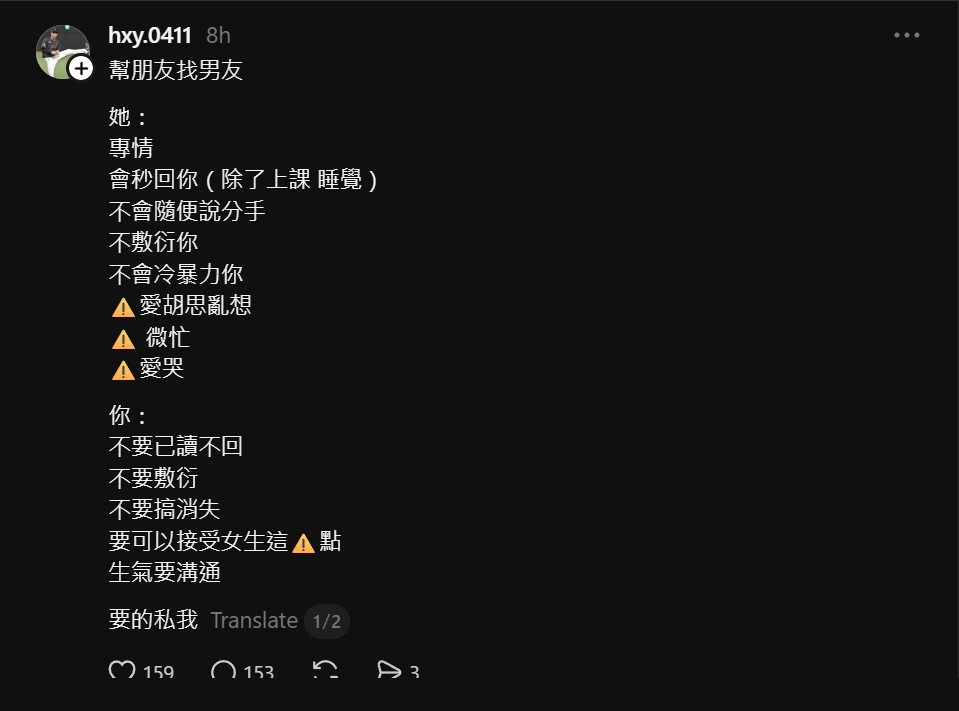 hxy.0411 8h
幫朋友找男友
她：
專情
會秒回你（除了上課 睡覺）
不會隨便說分手
不敷衍你
不會冷暴力你
⚠️愛胡思亂想
⚠️ 微忙
⚠️愛哭
你：
不要已讀不回
不要敷衍
不要搞消失
要可以接受女生這⚠️點
生氣要溝通
要的私我 Translate 1/2
159 153 3